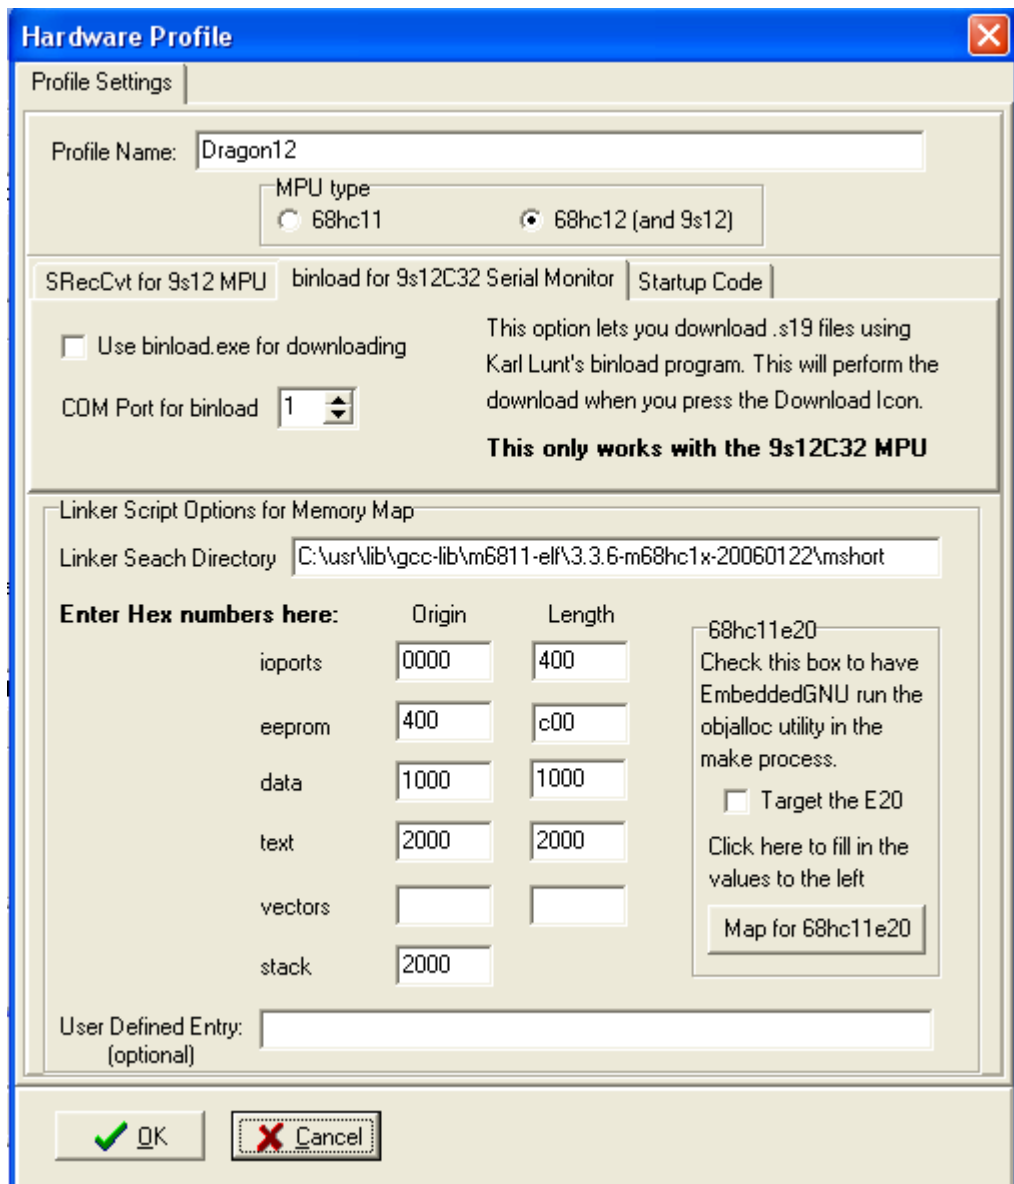 Hardware Profile
Profile Settings
Profile Name: Dragon12
MPU type
68hc11 68hc12 (and 9s12)
SRecCvt for 9s12 MPU binload for 9s12C32 Serial Monitor Startup Code
Use binload.exe for downloading
COM Port for binload 1
This option lets you download .s19 files using
Karl Lunt's binload program. This will perform the
download when you press the Download Icon.
This only works with the 9s12C32 MPU
Linker Script Options for Memory Map
Linker Seach Directory C:\usr\lib\gcc-lib\m6811-elf\3.3.6-m68hc1x-20060122\mshort
Enter Hex numbers here: Origin Length
ioports 0000 400
eeprom 400 c00
data 1000 1000
text 2000 2000
vectors
stack 2000
68hc11e20
Check this box to have
EmbeddedGNU run the
objalloc utility in the
make process.
Target the E20
Click here to fill in the
values to the left
Map for 68hc11e20
User Defined Entry:
(optional)
OK Cancel